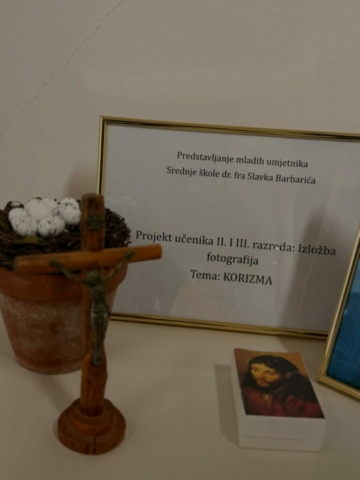 Predstavljanje mladih umjetnika
Srednje škole dr. fra Slavka Barbarića
Projekt učenika II. I III. razreda: Izložba
fotografija
Tema: KORIZMA